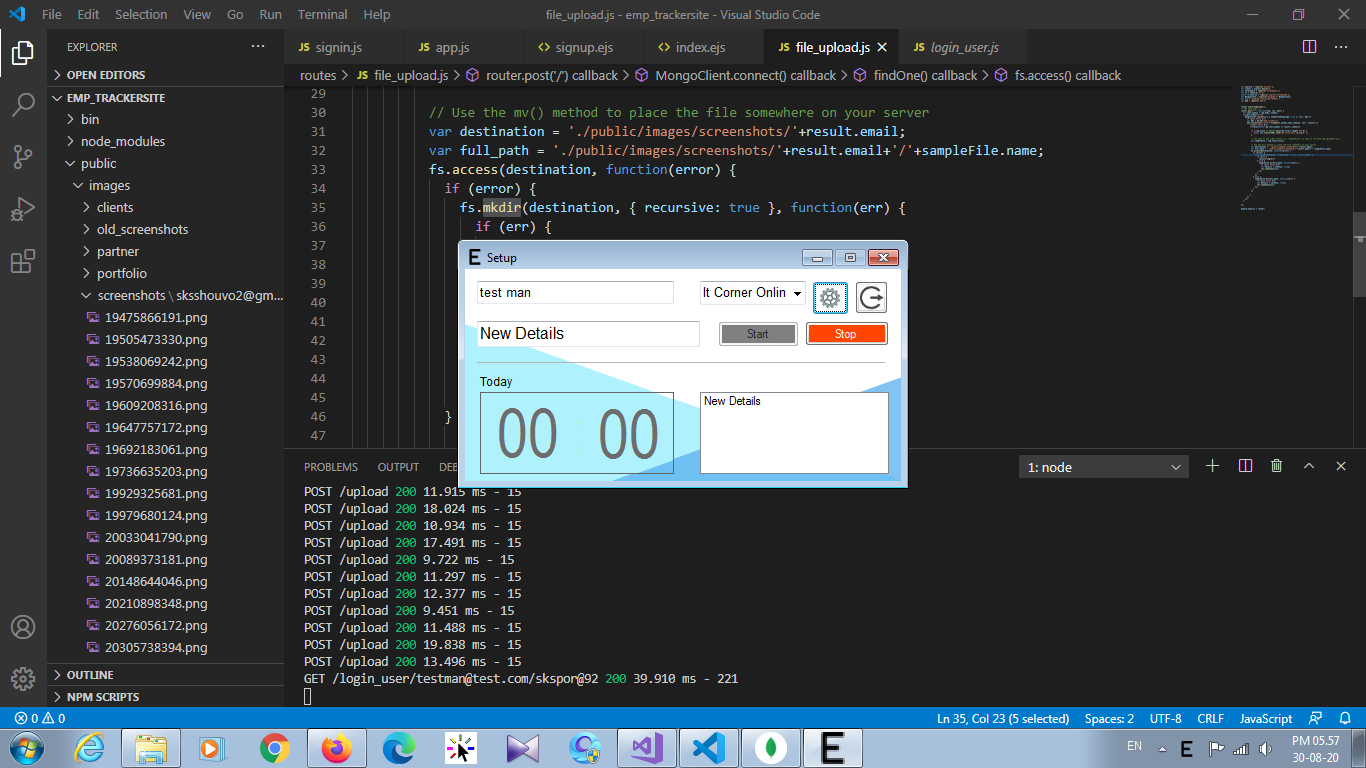 File Edit Selection View Go Run Terminal Help file_upload.js - emp_trackersite - Visual Studio Code
EXPLORER
JS signin.js JS app.js <> signup.ejs <> index.ejs JS file_upload.js JS login_user.js
routes > JS file_upload.js > router.post('/') callback > MongoClient.connect() callback > findOne() callback > fs.access() callback
OPEN EDITORS
EMP_TRACKERSITE
bin
node_modules
public
images
clients
old_screenshots
partner
portfolio
screenshots \ sksshouvo2@gm...
19475866191.png
19505473330.png
19538069242.png
19570699884.png
19609208316.png
19647757172.png
19692183061.png
19736635203.png
19929325681.png
19979680124.png
20033041790.png
20089373181.png
20148644046.png
20210898348.png
20276056172.png
20305738394.png
OUTLINE
NPM SCRIPTS
29
30 // Use the mv() method to place the file somewhere on your server
31 var destination = './public/images/screenshots/'+result.email;
32 var full_path = './public/images/screenshots/'+result.email+'/'+sampleFile.name;
33 fs.access(destination, function(error) {
34 if (error) {
35 fs.mkdir(destination, { recursive: true }, function(err) {
36 if (err) {
37
38
39
40
41
42
43
44
45
46 }
47
E Setup
test man It Corner Onlin
New Details Start Stop
Today
00 00
New Details
PROBLEMS OUTPUT DEB
1: node
POST /upload 200 11.915 ms - 15
POST /upload 200 18.024 ms - 15
POST /upload 200 10.934 ms - 15
POST /upload 200 17.491 ms - 15
POST /upload 200 9.722 ms - 15
POST /upload 200 11.297 ms - 15
POST /upload 200 12.377 ms - 15
POST /upload 200 9.451 ms - 15
POST /upload 200 11.488 ms - 15
POST /upload 200 19.838 ms - 15
POST /upload 200 13.496 ms - 15
GET /login_user/testman@test.com/skspor@92 200 39.910 ms - 221
0 0 Ln 35, Col 23 (5 selected) Spaces: 2 UTF-8 CRLF JavaScript
E EN E PM 05.57
30-08-20